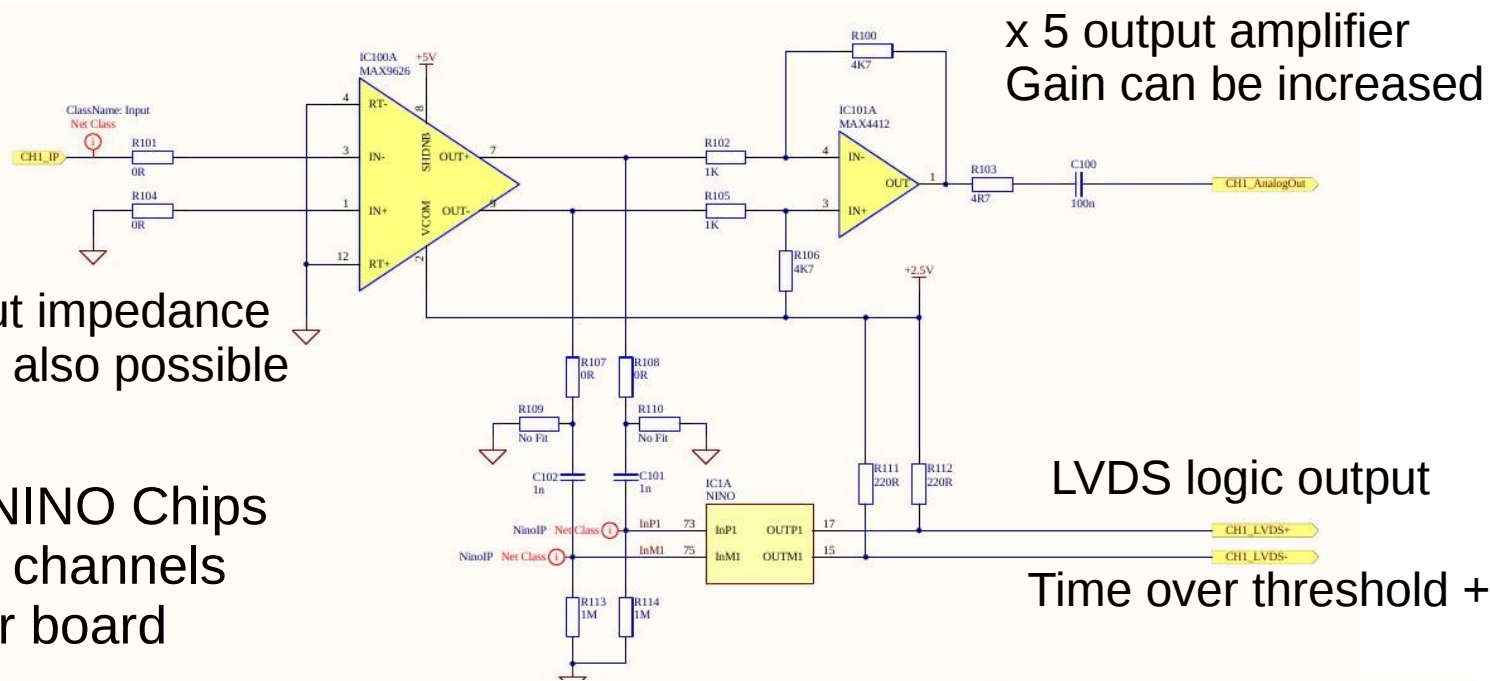 x 5 output amplifier
Gain can be increased
R100
4K7
IC100A
MAX9626
+5V
4
RT-
8
SHDNB
ClassName: Input
Net Class
i
CH1_IP
R101
0R
3
IN-
OUT+
7
R104
0R
1
IN+
VCOM
OUT-
9
12
RT+
2
R102
1K
R105
1K
IC101A
MAX4412
4
IN-
OUT
1
3
IN+
R103
4R7
C100
100n
CH1_AnalogOut
R106
4K7
+2.5V
ut impedance
also possible
R107
0R
R108
0R
R109
No Fit
R110
No Fit
C102
1n
C101
1n
R111
220R
R112
220R
NINO Chips
channels
r board
IC1A
NINO
NinoIP Net Class i InP1 73 InP1 OUTP1 17 CH1_LVDS+
NinoIP Net Class i InM1 75 InM1 OUTM1 15 CH1_LVDS-
LVDS logic output
Time over threshold +
R113
1M
R114
1M